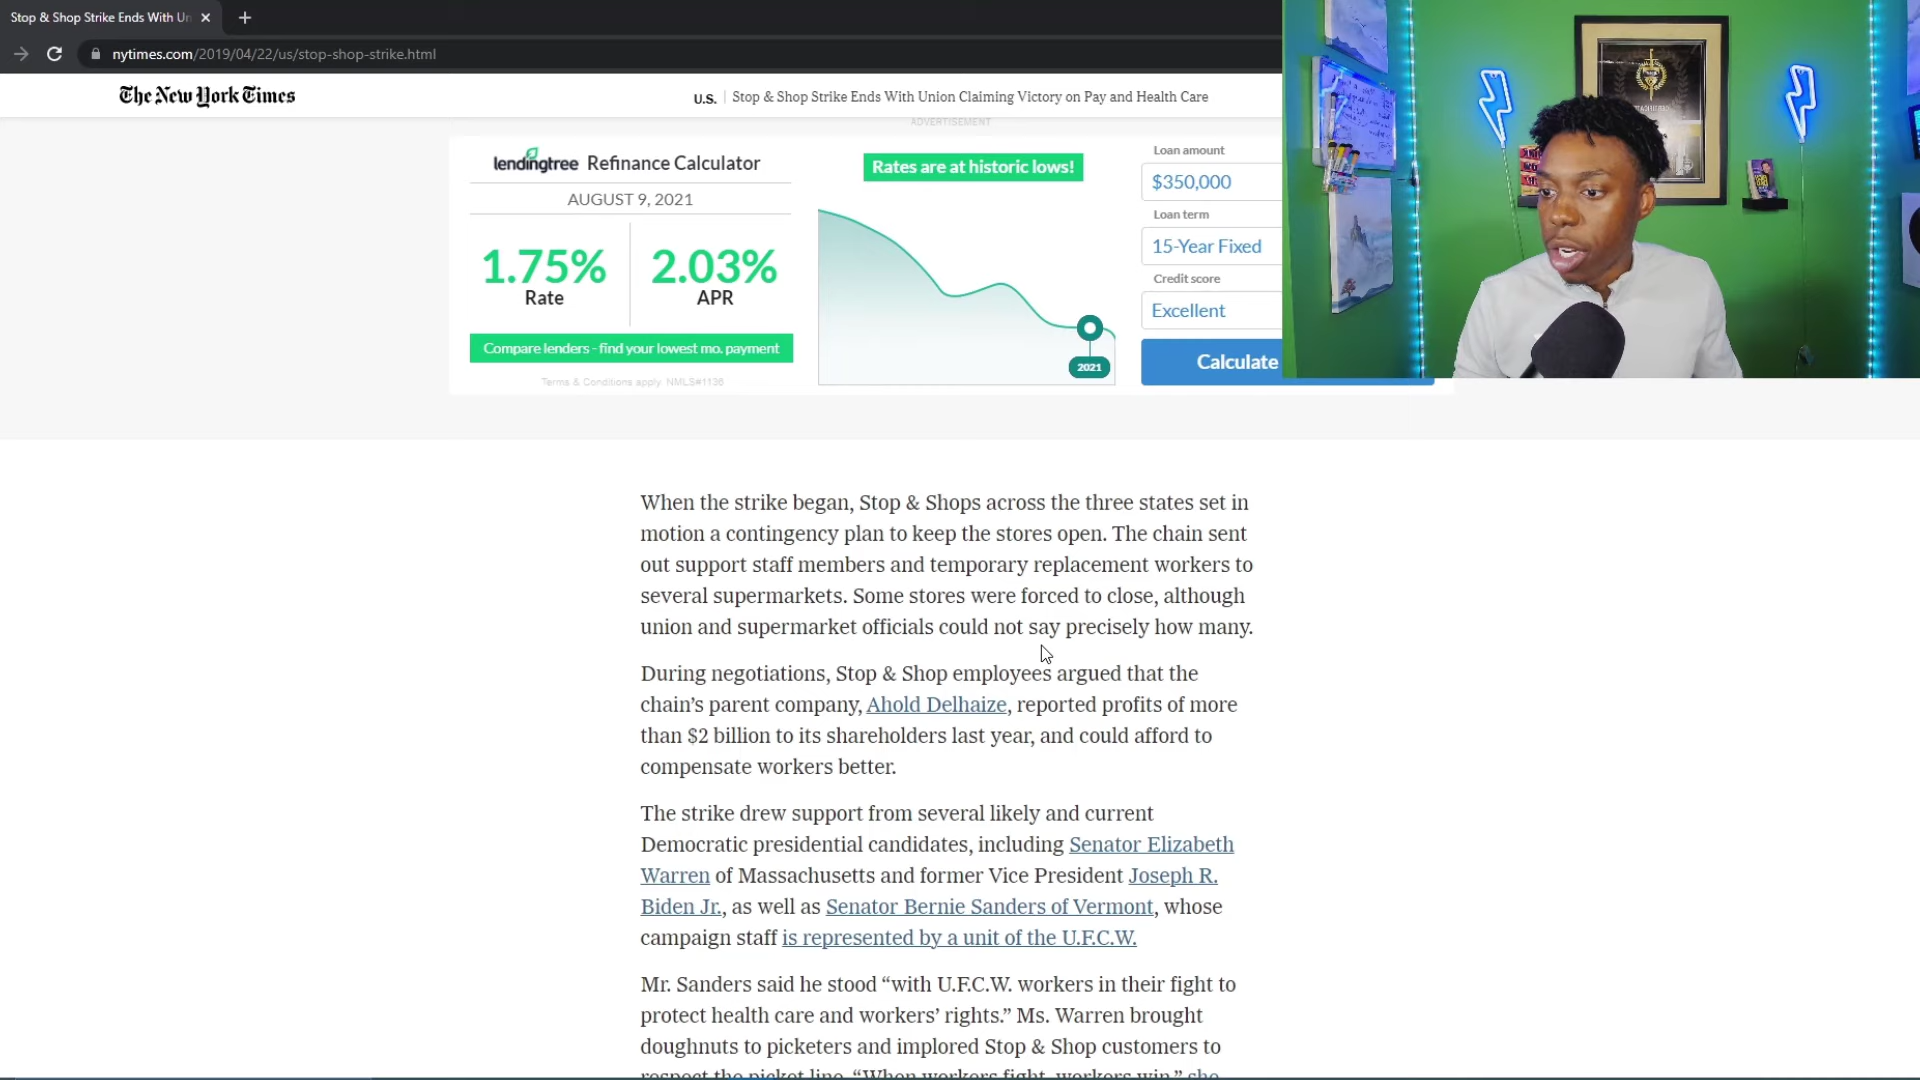 Stop & Shop Strike Ends With Un
nytimes.com/2019/04/22/us/stop-shop-strike.html
The New York Times
U.S. | Stop & Shop Strike Ends With Union Claiming Victory on Pay and Health Care
ADVERTISEMENT
lendingtree Refinance Calculator
AUGUST 9, 2021
1.75%
Rate
2.03%
APR
Compare lenders - find your lowest mo. payment
Terms & Conditions apply. NMLS#1136
Rates are at historic lows!
2021
Loan amount
$350,000
Loan term
15-Year Fixed
Credit score
Excellent
Calculate
When the strike began, Stop & Shops across the three states set in
motion a contingency plan to keep the stores open. The chain sent
out support staff members and temporary replacement workers to
several supermarkets. Some stores were forced to close, although
union and supermarket officials could not say precisely how many.
During negotiations, Stop & Shop employees argued that the
chain’s parent company, Ahold Delhaize, reported profits of more
than $2 billion to its shareholders last year, and could afford to
compensate workers better.
The strike drew support from several likely and current
Democratic presidential candidates, including Senator Elizabeth
Warren of Massachusetts and former Vice President Joseph R.
Biden Jr., as well as Senator Bernie Sanders of Vermont, whose
campaign staff is represented by a unit of the U.F.C.W.
Mr. Sanders said he stood “with U.F.C.W. workers in their fight to
protect health care and workers’ rights.” Ms. Warren brought
doughnuts to picketers and implored Stop & Shop customers to
respect the picket line. “When workers fight, workers win,” she